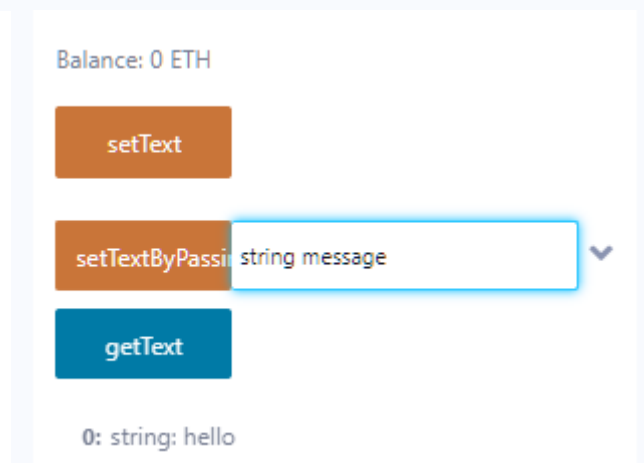 Balance: 0 ETH
setText
setTextByPassi string message
getText
0: string: hello